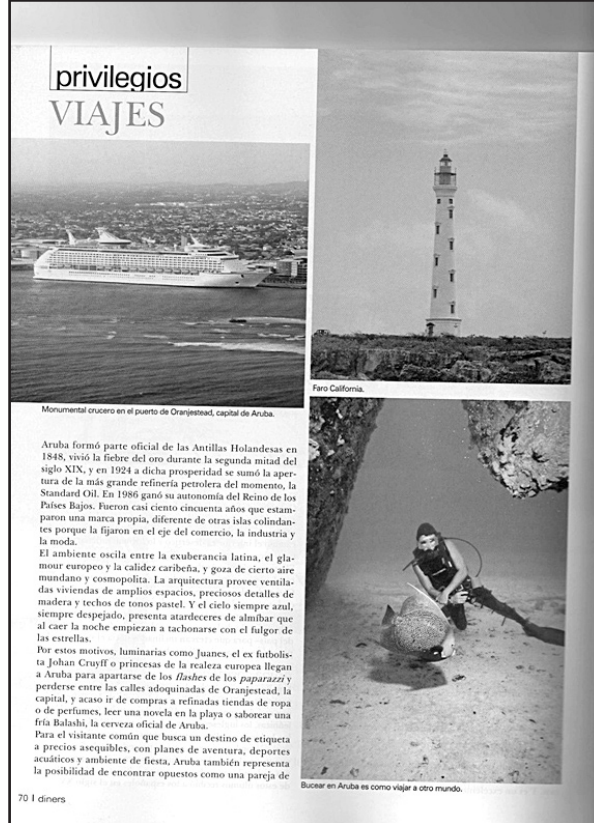 privilegios
VIAJES
Monumental crucero en el puerto de Oranjestead, capital de Aruba.
Faro California.
Aruba formó parte oficial de las Antillas Holandesas en
1848, vivió la fiebre del oro durante la segunda mitad del
siglo XIX, y en 1924 a dicha prosperidad se sumó la aper-
tura de la más grande refinería petrolera del momento, la
Standard Oil. En 1986 ganó su autonomía del Reino de los
Países Bajos. Fueron casi ciento cincuenta años que estam-
paron una marca propia, diferente de otras islas colindan-
tes porque la fijaron en el eje del comercio, la industria y
la moda.
El ambiente oscila entre la exuberancia latina, el gla-
mour europeo y la calidez caribeña, y goza de cierto aire
mundano y cosmopolita. La arquitectura provee ventila-
das viviendas de amplios espacios, preciosos detalles de
madera y techos de tonos pastel. Y el cielo siempre azul,
siempre despejado, presenta atardeceres de almíbar que
al caer la noche empiezan a tachonarse con el fulgor de
las estrellas.
Por estos motivos, luminarias como Juanes, el ex futbolis-
ta Johan Cruyff o princesas de la realeza europea llegan
a Aruba para apartarse de los flashes de los paparazzi y
perderse entre las calles adoquinadas de Oranjestead, la
capital, y acaso ir de compras a refinadas tiendas de ropa
o de perfumes, leer una novela en la playa o saborear una
fría Balashi, la cerveza oficial de Aruba.
Para el visitante común que busca un destino de etiqueta
a precios asequibles, con planes de aventura, deportes
acuáticos y ambiente de fiesta, Aruba también representa
la posibilidad de encontrar opuestos como una pareja de
Bucear en Aruba es como viajar a otro mundo.
70 | diners